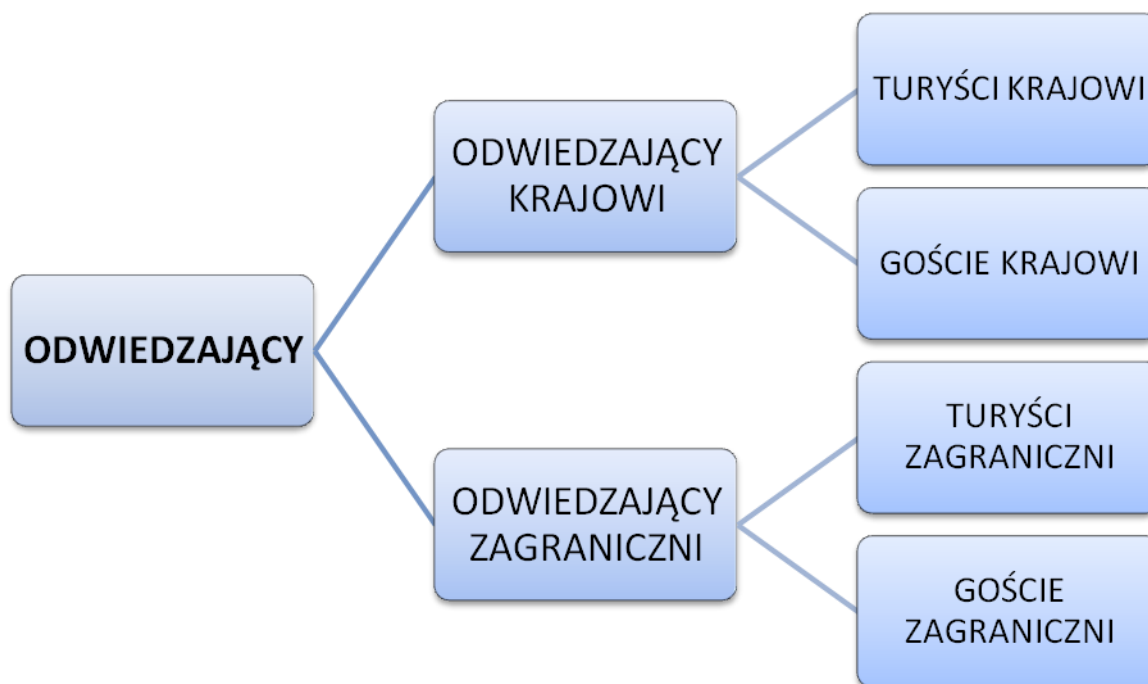 ODWIEDZAJĄCY
ODWIEDZAJĄCY
KRAJOWI
TURYŚCI KRAJOWI
GOŚCIE KRAJOWI
ODWIEDZAJĄCY
ZAGRANICZNI
TURYŚCI
ZAGRANICZNI
GOŚCIE
ZAGRANICZNI